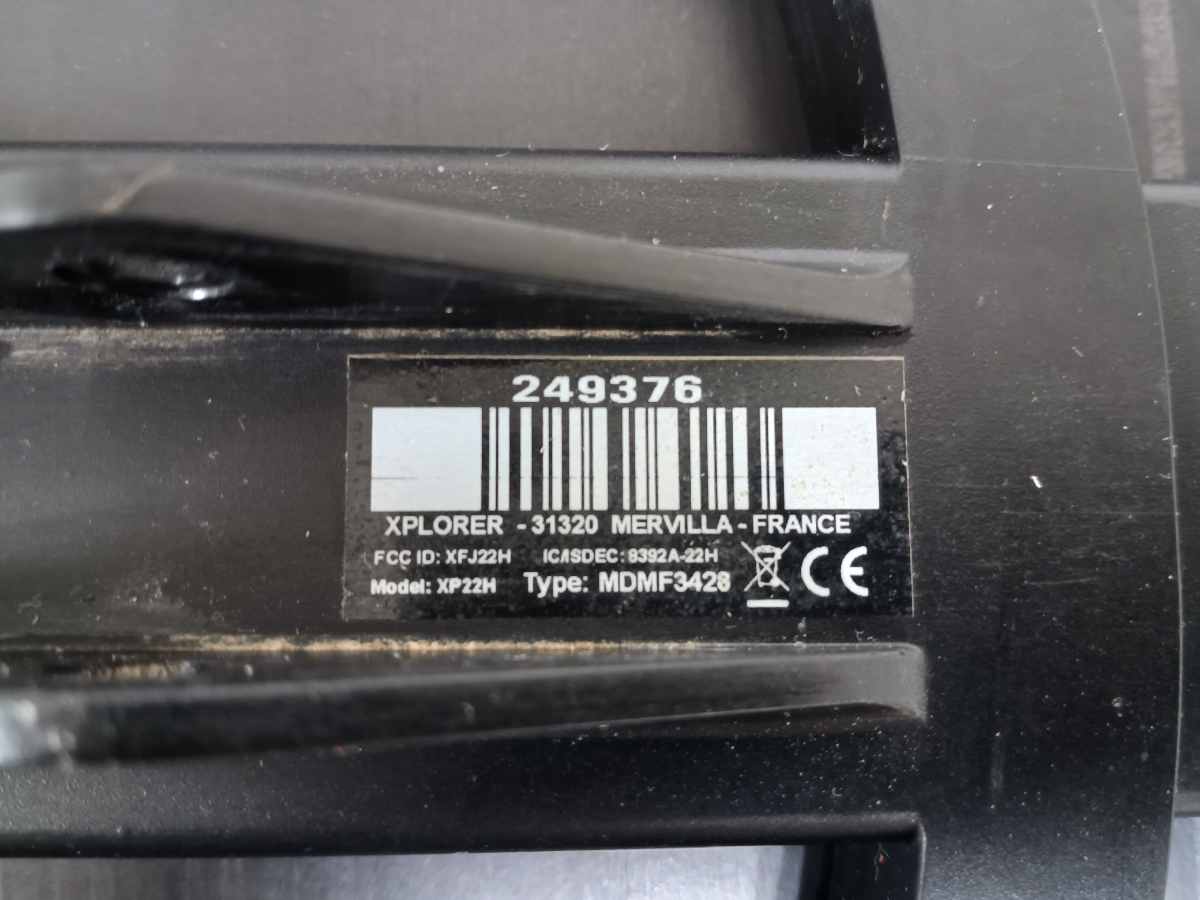 249376
XPLORER - 31320 MERVILLA - FRANCE
FCC ID: XFJ22H IC/ISDEC: 8392A-22H
Model: XP22H Type: MDMF3428
CE